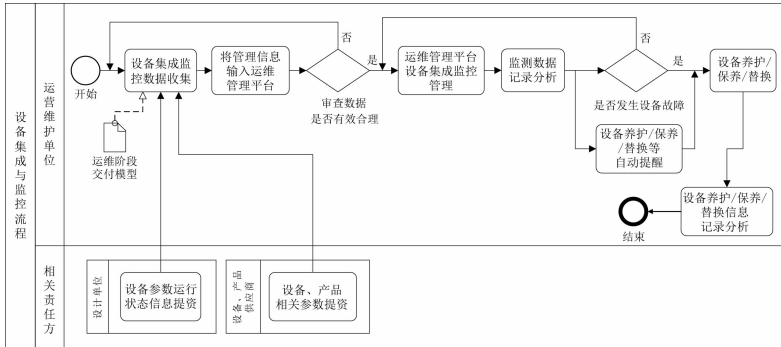 设备集成与监控流程
运营维护单位
开始
设备集成监
控数据收集
运维阶段
交付模型
将管理信息
输入运维
管理平台
否
审查数据
是否有效合理
是
运维管理平台
设备集成监控
管理
监测数据
记录分析
否
是
是否发生设备故障
设备养护/保养
/替换等
自动提醒
设备养护/
保养/替换
设备养护/保养/
替换信息
记录分析
结束
相关责任方
设计单位
设备参数运行
状态信息提资
设备、产品
供应商
设备、产品
相关参数提资